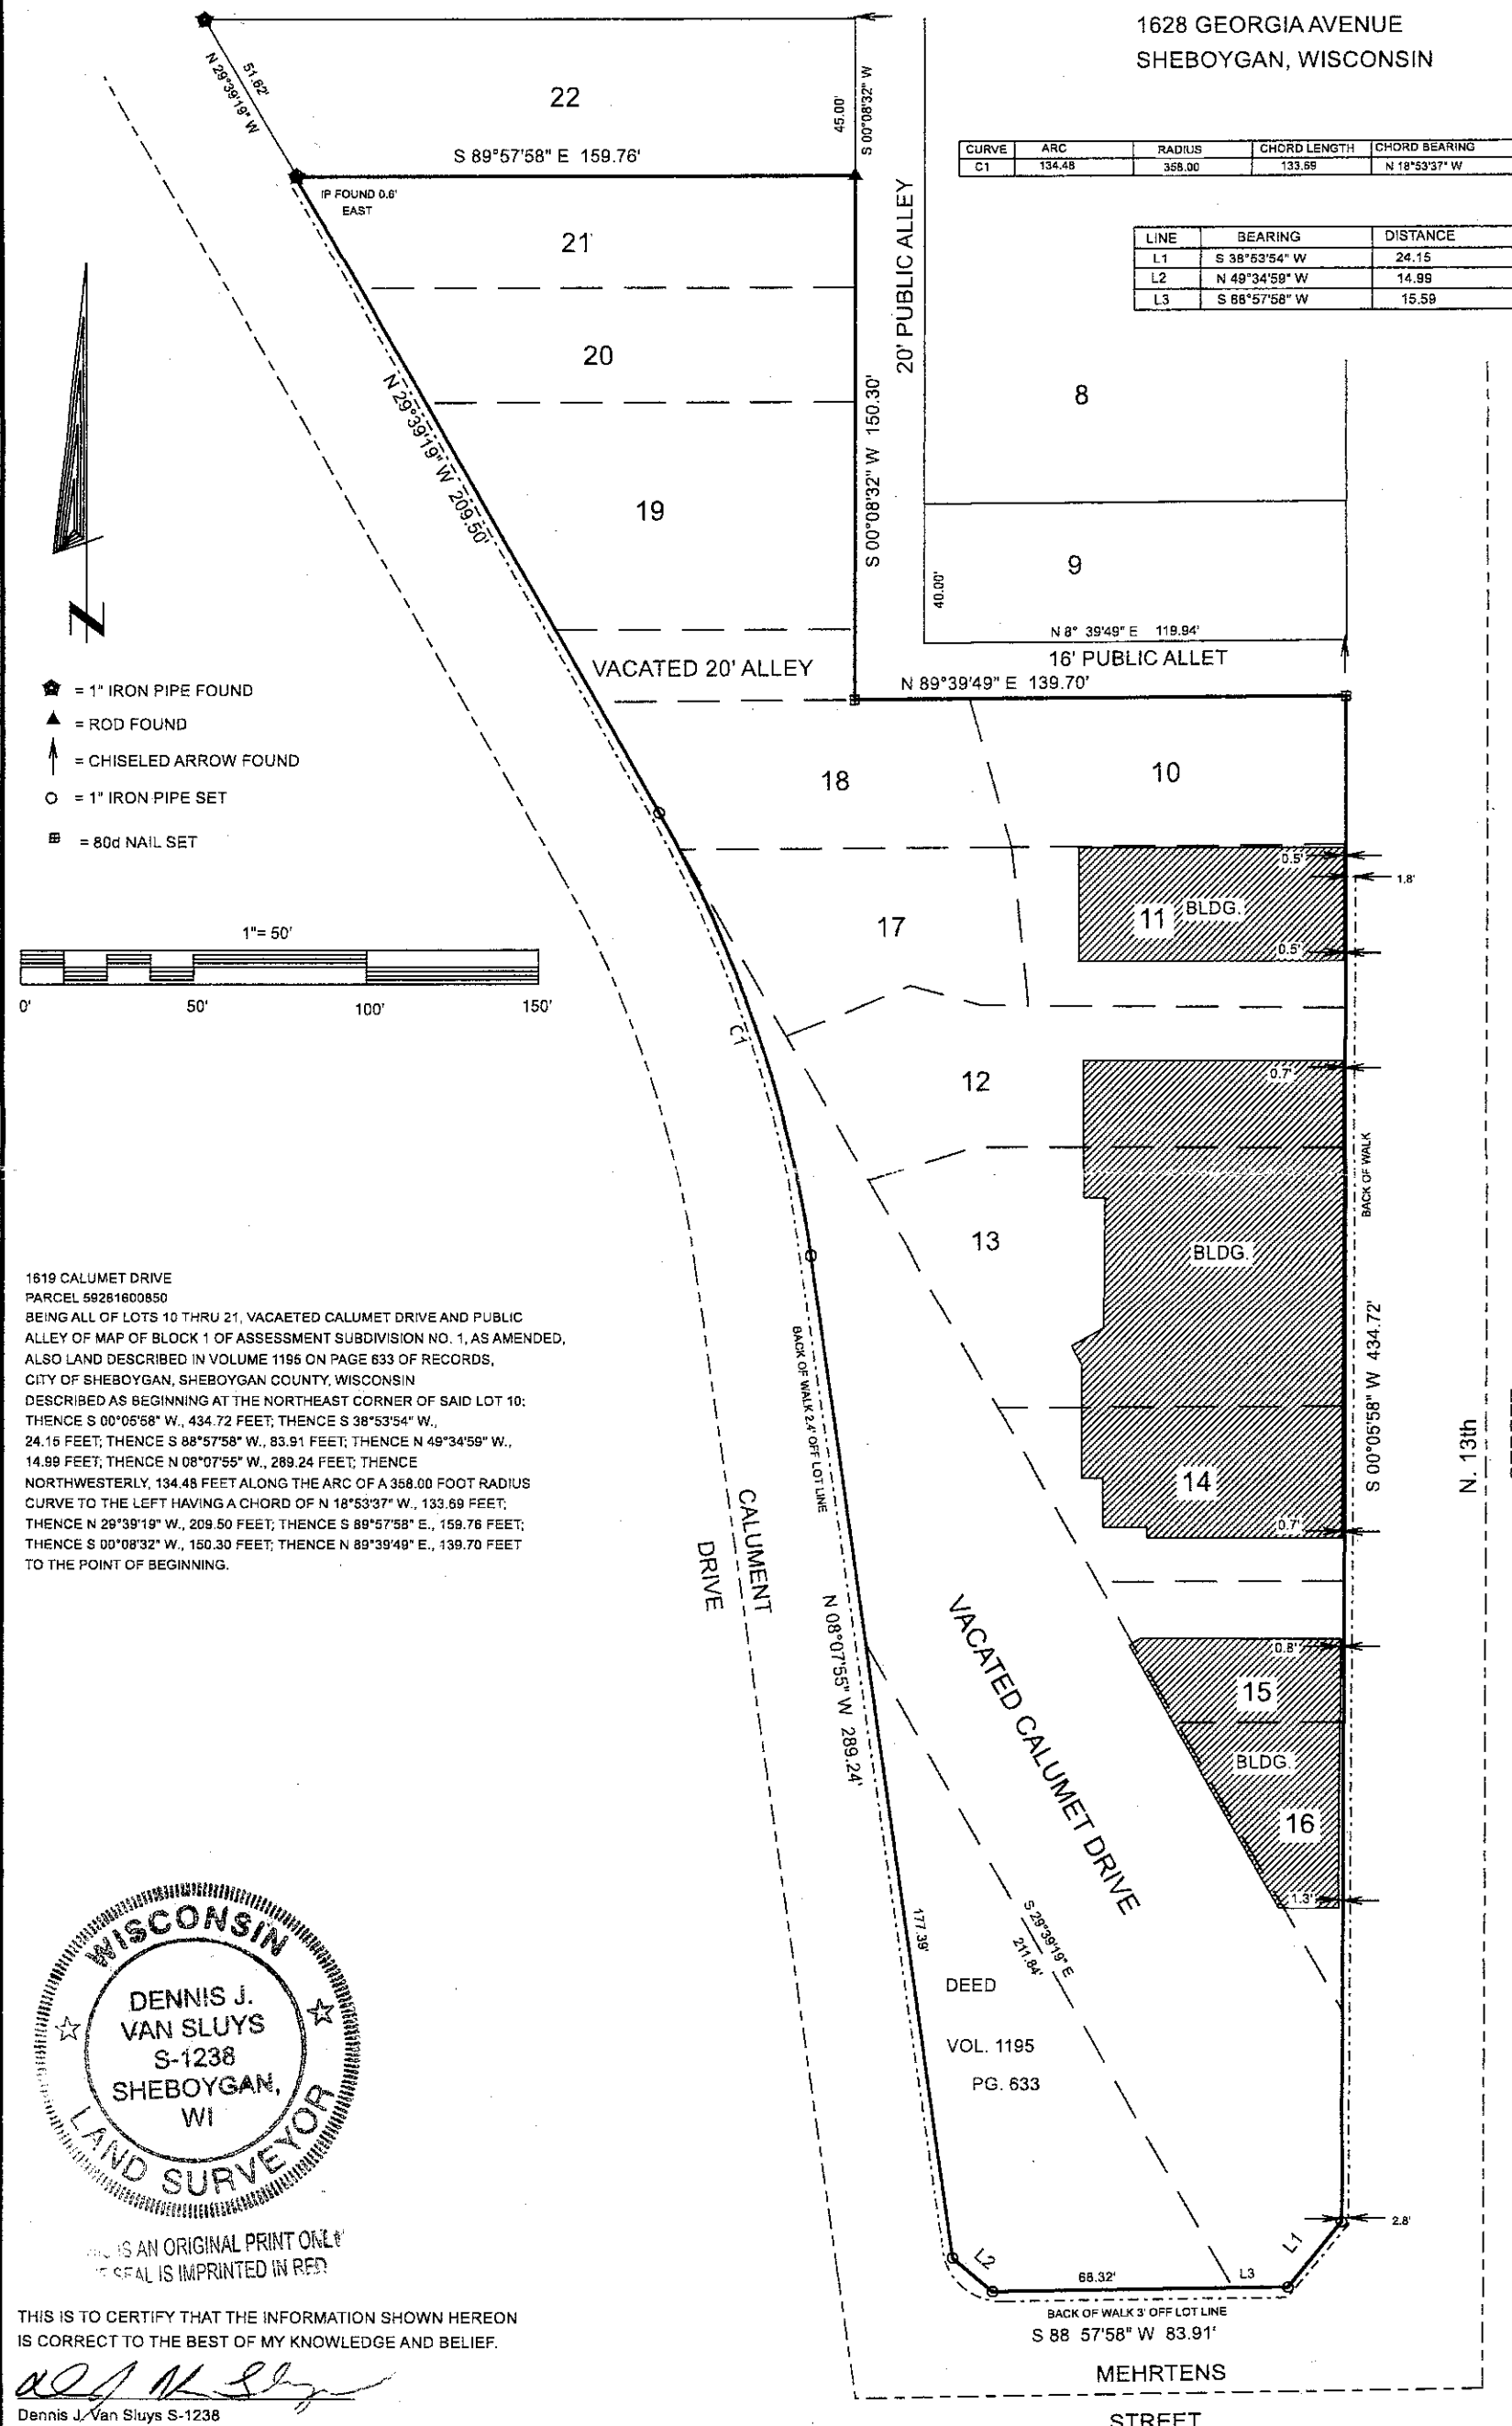 1628 GEORGIA AVENUE
SHEBOYGAN, WISCONSIN
CURVE ARC RADIUS CHORD LENGTH CHORD BEARING
C1 134.48 358.00 133.69 N 18°53'37" W
LINE BEARING DISTANCE
L1 S 38°53'54" W 24.15
L2 N 49°34'59" W 14.99
L3 S 88°57'58" W 15.59
51.62'
N 29°39'19" W
22
45.00'
S 00°08'32" W
S 89°57'58" E 159.76'
IP FOUND 0.6'
EAST
21
20
19
N 29°39'19" W 209.50'
S 00°08'32" W 150.30'
20' PUBLIC ALLEY
8
9
40.00'
N 8° 39'49" E 119.94'
16' PUBLIC ALLET
N 89°39'49" E 139.70'
VACATED 20' ALLEY
N
= 1" IRON PIPE FOUND
= ROD FOUND
= CHISELED ARROW FOUND
= 1" IRON PIPE SET
= 80d NAIL SET
1"= 50'
0' 50' 100' 150'
18
10
17
11 BLDG.
0.5'
1.8'
0.5'
C1
12
0.7'
BACK OF WALK
13
BLDG.
14
0.7'
S 00°05'58" W 434.72'
N. 13th
BACK OF WALK 2.4' OFF LOT LINE
CALUMENT
DRIVE
N 08°07'55" W 289.24'
VACATED CALUMET DRIVE
0.8'
15
BLDG.
16
1.3'
177.39'
S 29°39'19" E
211.84'
DEED
VOL. 1195
PG. 633
L2
68.32'
L3
L1
2.8'
BACK OF WALK 3' OFF LOT LINE
S 88 57'58" W 83.91'
MEHRTENS
STREET
1619 CALUMET DRIVE
PARCEL 59281600850
BEING ALL OF LOTS 10 THRU 21, VACAETED CALUMET DRIVE AND PUBLIC
ALLEY OF MAP OF BLOCK 1 OF ASSESSMENT SUBDIVISION NO. 1, AS AMENDED,
ALSO LAND DESCRIBED IN VOLUME 1195 ON PAGE 633 OF RECORDS,
CITY OF SHEBOYGAN, SHEBOYGAN COUNTY, WISCONSIN
DESCRIBED AS BEGINNING AT THE NORTHEAST CORNER OF SAID LOT 10;
THENCE S 00°05'58" W., 434.72 FEET; THENCE S 38°53'54" W.,
24.15 FEET; THENCE S 88°57'58" W., 83.91 FEET; THENCE N 49°34'59" W.,
14.99 FEET; THENCE N 08°07'55" W., 289.24 FEET; THENCE
NORTHWESTERLY, 134.48 FEET ALONG THE ARC OF A 358.00 FOOT RADIUS
CURVE TO THE LEFT HAVING A CHORD OF N 18°53'37" W., 133.69 FEET;
THENCE N 29°39'19" W., 209.50 FEET; THENCE S 89°57'58" E., 159.76 FEET;
THENCE S 00°08'32" W., 150.30 FEET; THENCE N 89°39'49" E., 139.70 FEET
TO THE POINT OF BEGINNING.
WISCONSIN
DENNIS J.
VAN SLUYS
S-1238
SHEBOYGAN,
WI
LAND SURVEYOR
IS AN ORIGINAL PRINT ONLY
SEAL IS IMPRINTED IN RED
THIS IS TO CERTIFY THAT THE INFORMATION SHOWN HEREON
IS CORRECT TO THE BEST OF MY KNOWLEDGE AND BELIEF.
Dennis J. Van Sluys S-1238